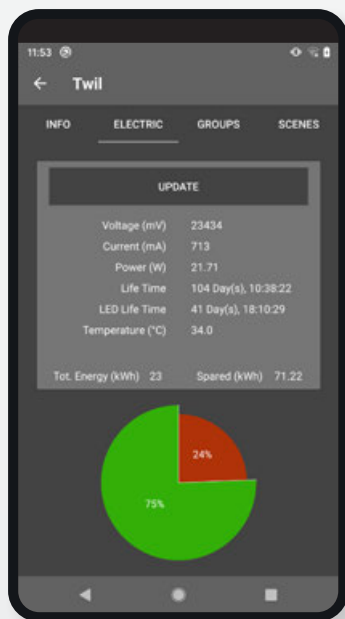 11:53
Twil
INFO ELECTRIC GROUPS SCENES
UPDATE
Voltage (mV) 23434
Current (mA) 713
Power (W) 21.71
Life Time 104 Day(s), 10:38:22
LED Life Time 41 Day(s), 18:10:29
Temperature (°C) 34.0
Tot. Energy (kWh) 23 Spared (kWh) 71.22
24%
75%